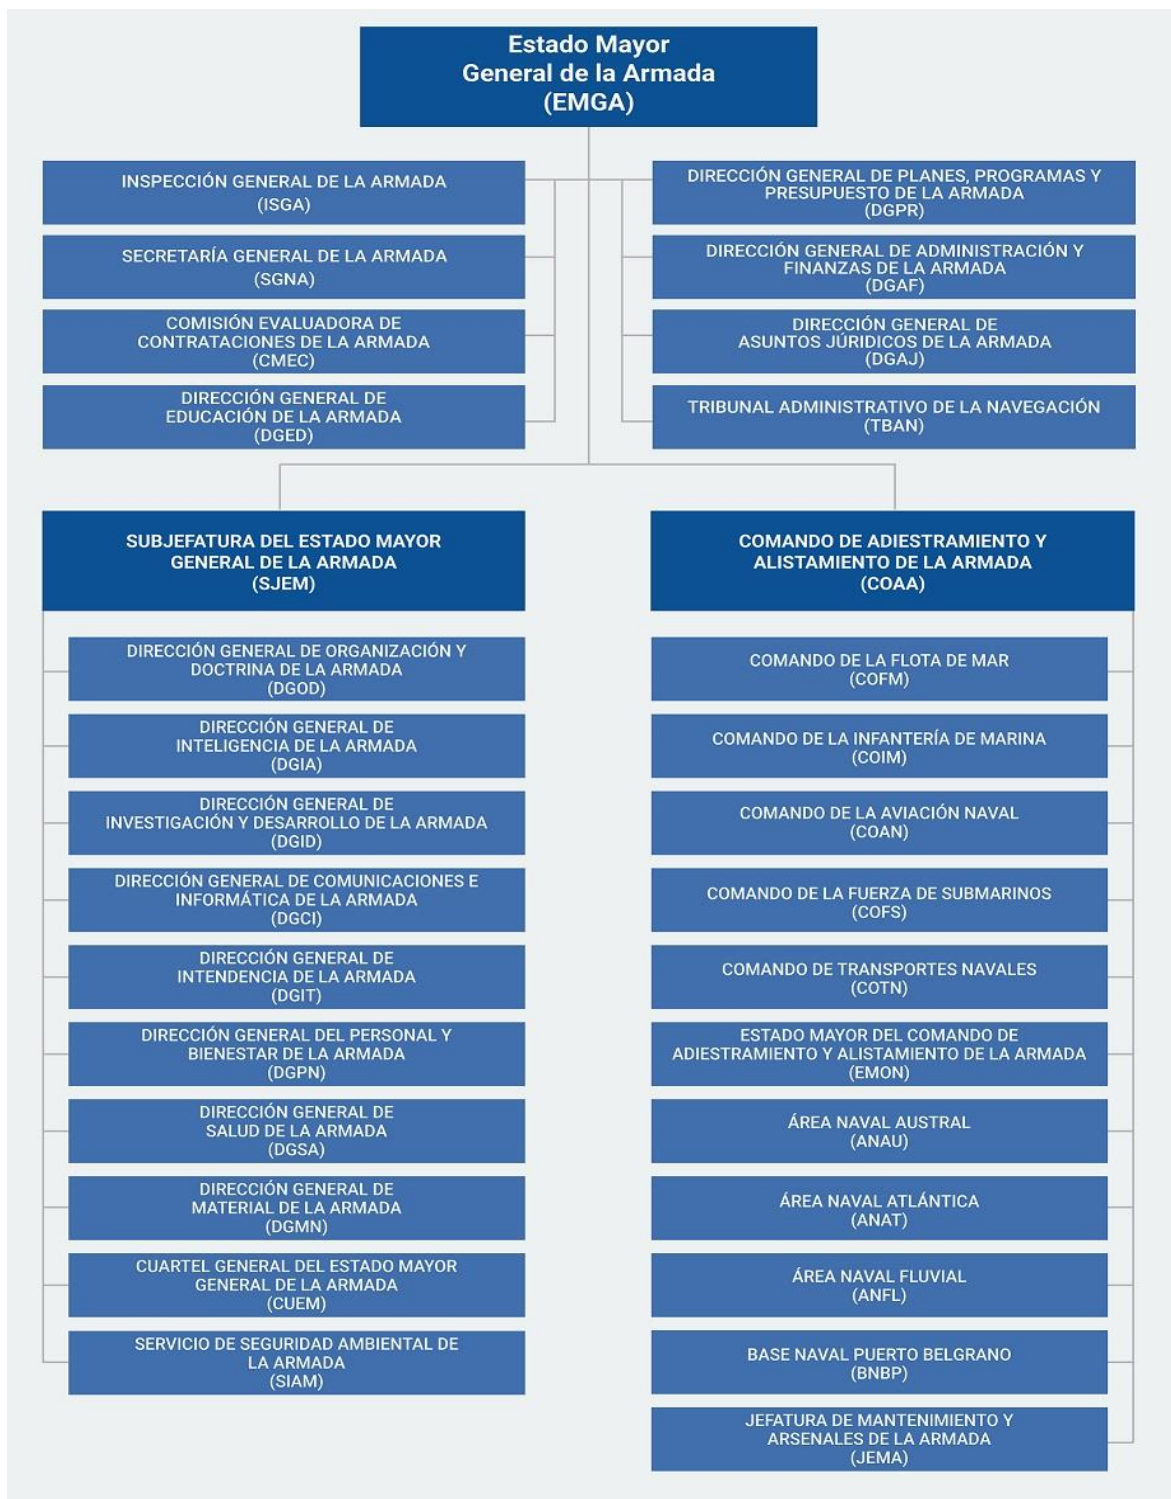 Estado Mayor
General de la Armada
(EMGA)
INSPECCIÓN GENERAL DE LA ARMADA
(ISGA)
SECRETARÍA GENERAL DE LA ARMADA
(SGNA)
COMISIÓN EVALUADORA DE
CONTRATACIONES DE LA ARMADA
(CMEC)
DIRECCIÓN GENERAL DE
EDUCACIÓN DE LA ARMADA
(DGED)
DIRECCIÓN GENERAL DE PLANES, PROGRAMAS Y
PRESUPUESTO DE LA ARMADA
(DGPR)
DIRECCIÓN GENERAL DE ADMINISTRACIÓN Y
FINANZAS DE LA ARMADA
(DGAF)
DIRECCIÓN GENERAL DE
ASUNTOS JÚRIDICOS DE LA ARMADA
(DGAJ)
TRIBUNAL ADMINISTRATIVO DE LA NAVEGACIÓN
(TBAN)
SUBJEFATURA DEL ESTADO MAYOR
GENERAL DE LA ARMADA
(SJEM)
DIRECCIÓN GENERAL DE ORGANIZACIÓN Y
DOCTRINA DE LA ARMADA
(DGOD)
DIRECCIÓN GENERAL DE
INTELIGENCIA DE LA ARMADA
(DGIA)
DIRECCIÓN GENERAL DE
INVESTIGACIÓN Y DESARROLLO DE LA ARMADA
(DGID)
DIRECCIÓN GENERAL DE COMUNICACIONES E
INFORMÁTICA DE LA ARMADA
(DGCI)
DIRECCIÓN GENERAL DE
INTENDENCIA DE LA ARMADA
(DGIT)
DIRECCIÓN GENERAL DEL PERSONAL Y
BIENESTAR DE LA ARMADA
(DGPN)
DIRECCIÓN GENERAL DE
SALUD DE LA ARMADA
(DGSA)
DIRECCIÓN GENERAL DE
MATERIAL DE LA ARMADA
(DGMN)
CUARTEL GENERAL DEL ESTADO MAYOR
GENERAL DE LA ARMADA
(CUEM)
SERVICIO DE SEGURIDAD AMBIENTAL DE
LA ARMADA
(SIAM)
COMANDO DE ADIESTRAMIENTO Y
ALISTAMIENTO DE LA ARMADA
(COAA)
COMANDO DE LA FLOTA DE MAR
(COFM)
COMANDO DE LA INFANTERÍA DE MARINA
(COIM)
COMANDO DE LA AVIACIÓN NAVAL
(COAN)
COMANDO DE LA FUERZA DE SUBMARINOS
(COFS)
COMANDO DE TRANSPORTES NAVALES
(COTN)
ESTADO MAYOR DEL COMANDO DE
ADIESTRAMIENTO Y ALISTAMIENTO DE LA ARMADA
(EMON)
ÁREA NAVAL AUSTRAL
(ANAU)
ÁREA NAVAL ATLÁNTICA
(ANAT)
ÁREA NAVAL FLUVIAL
(ANFL)
BASE NAVAL PUERTO BELGRANO
(BNBP)
JEFATURA DE MANTENIMIENTO Y
ARSENALES DE LA ARMADA
(JEMA)